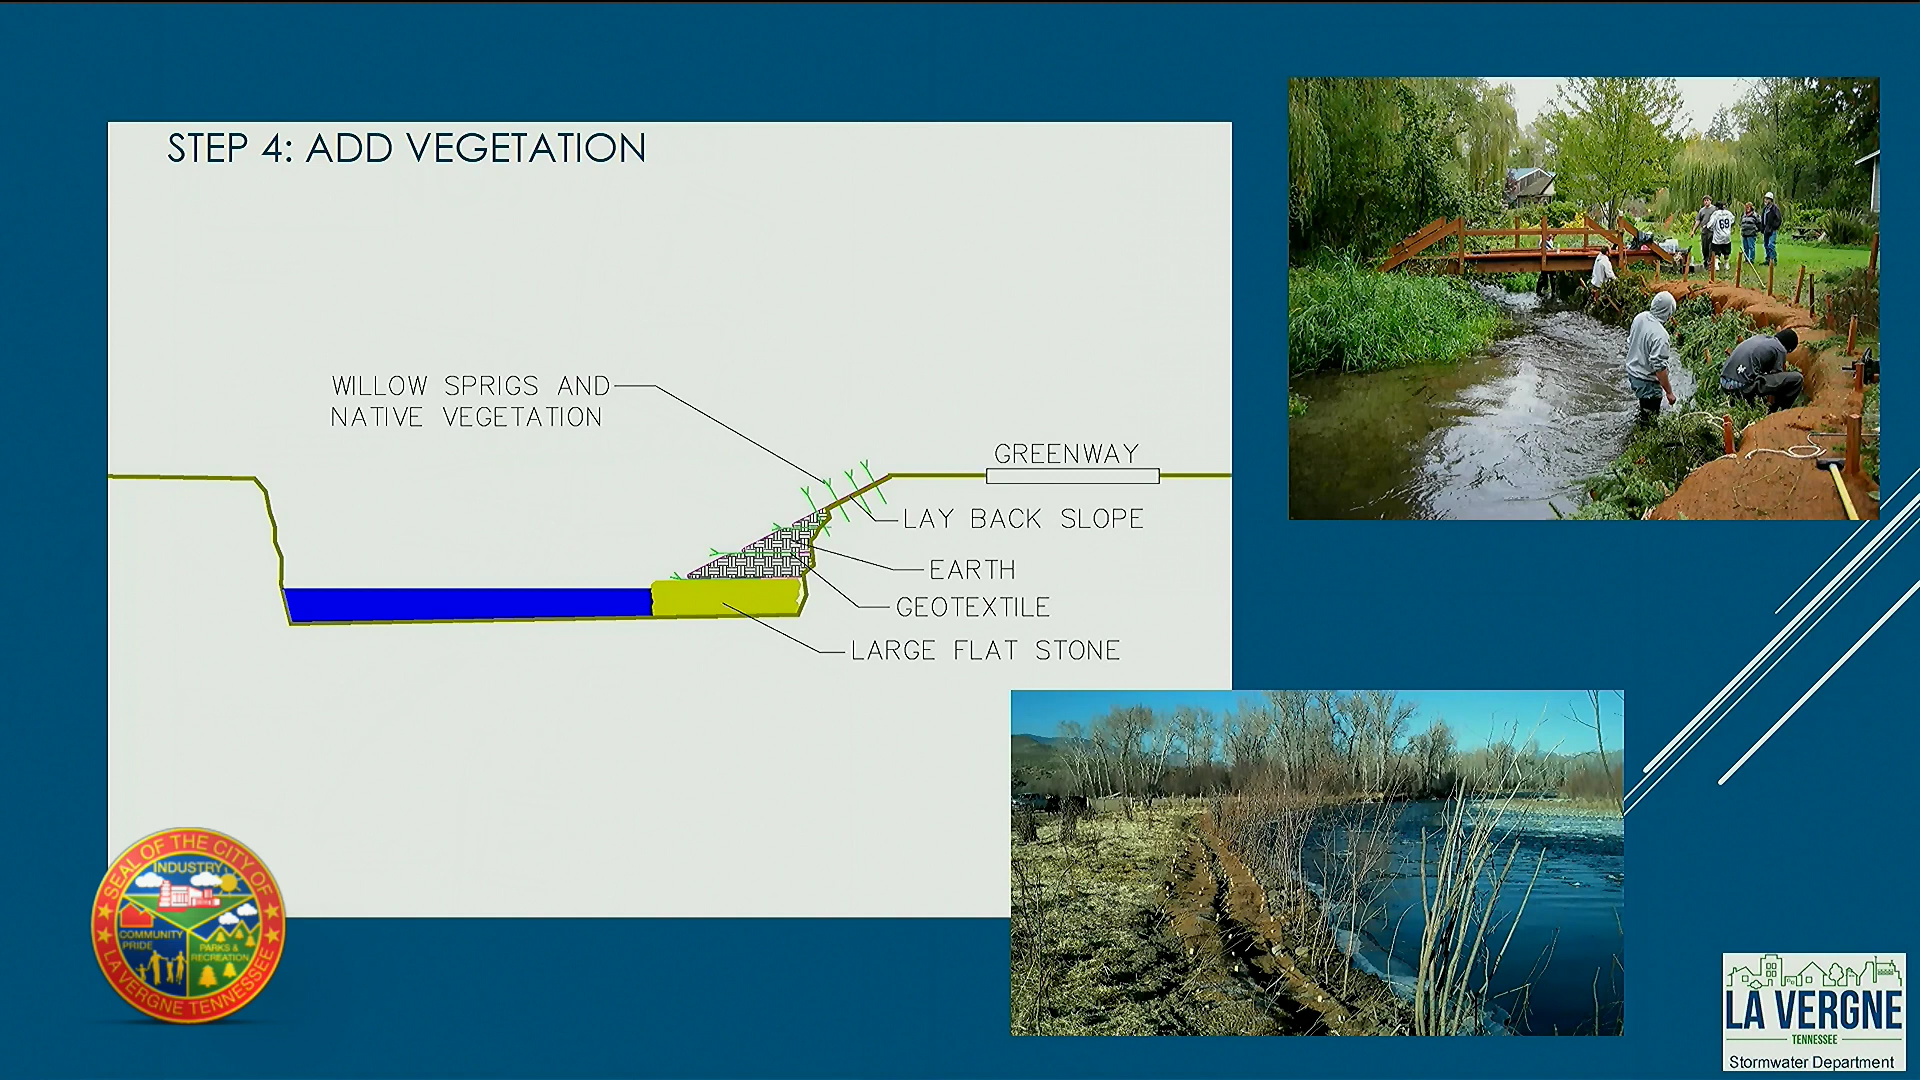 STEP 4: ADD VEGETATION
WILLOW SPRIGS AND
NATIVE VEGETATION
GREENWAY
LAY BACK SLOPE
EARTH
GEOTEXTILE
LARGE FLAT STONE
69
SEAL OF THE CITY OF
LA VERGNE TENNESSEE
INDUSTRY
COMMUNITY
PRIDE
PARKS &
RECREATION
LA VERGNE
TENNESSEE
Stormwater Department